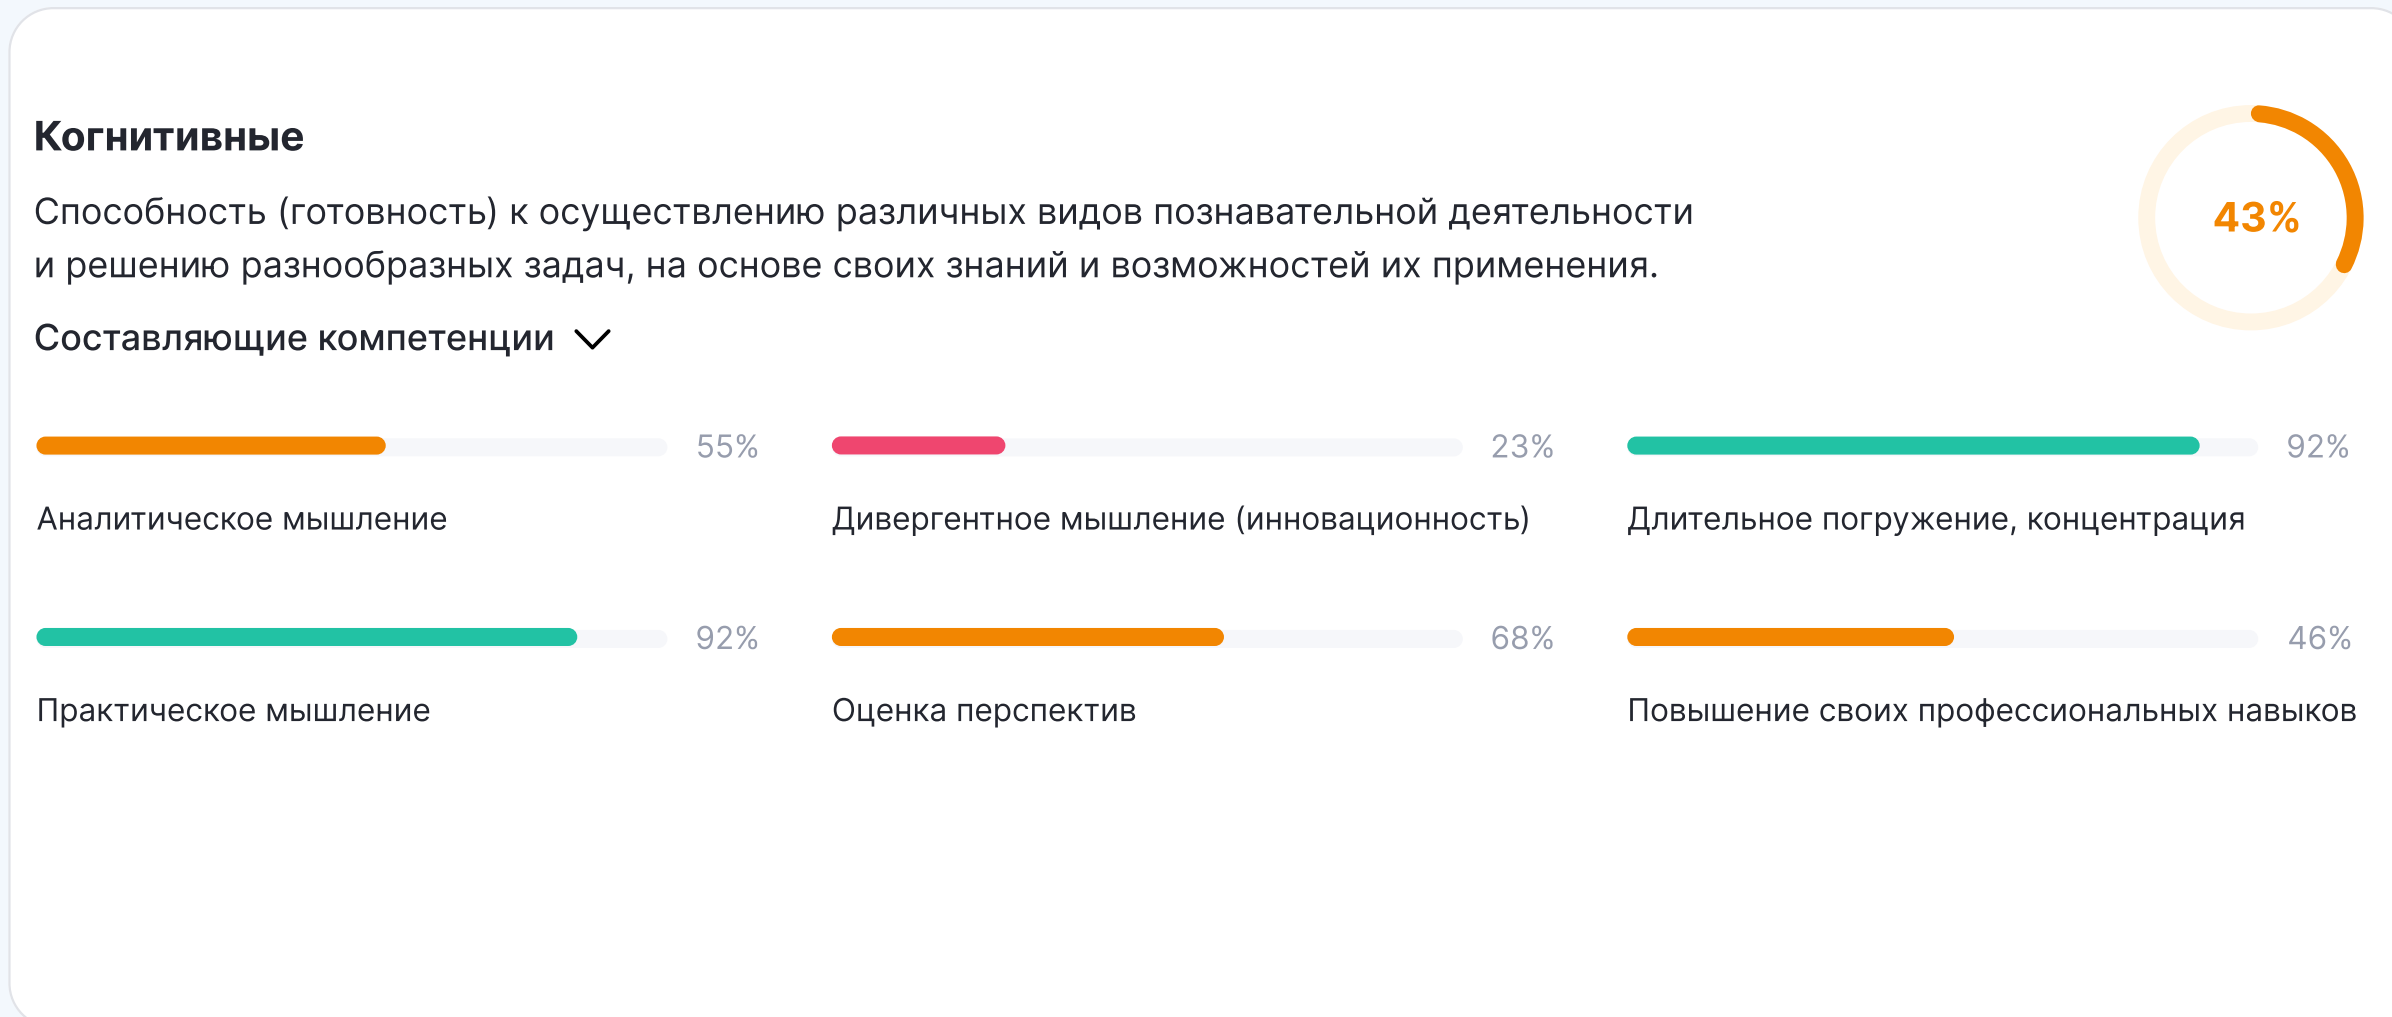 Когнитивные
43%
Способность (готовность) к осуществлению различных видов познавательной деятельности
и решению разнообразных задач, на основе своих знаний и возможностей их применения.
Составляющие компетенции
55%
Аналитическое мышление
23%
Дивергентное мышление (инновационность)
92%
Длительное погружение, концентрация
92%
Практическое мышление
68%
Оценка перспектив
46%
Повышение своих профессиональных навыков